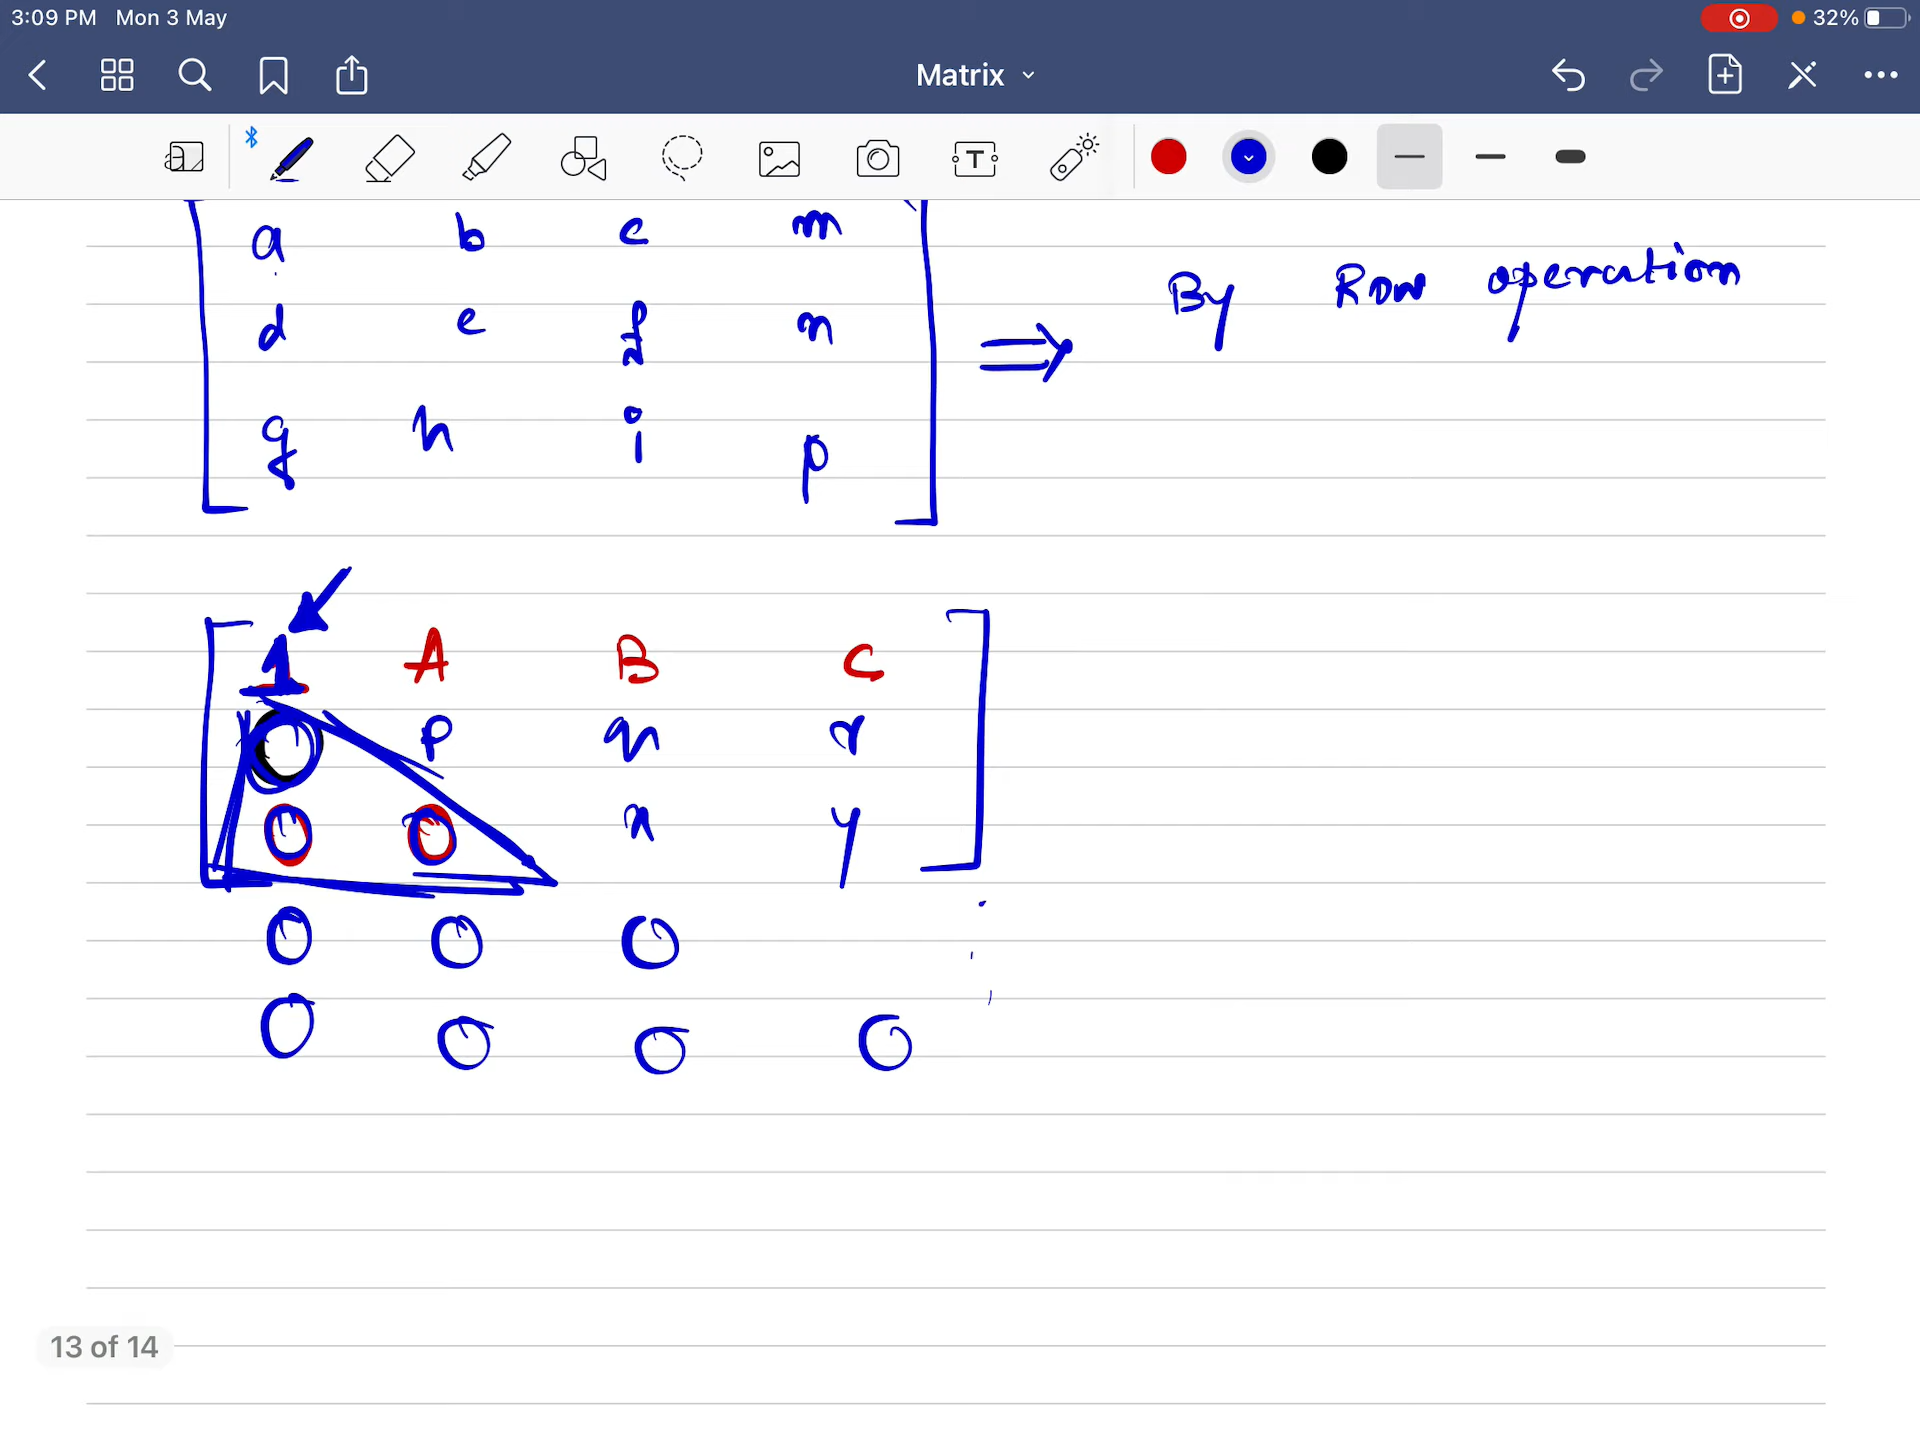 3:09 PM Mon 3 May 32%
Matrix
T
a b c m
By Row operation
d e f n
g h i p
1 A B C
0 p q r
0 0 x y
0 0 0
0 0 0 0
13 of 14